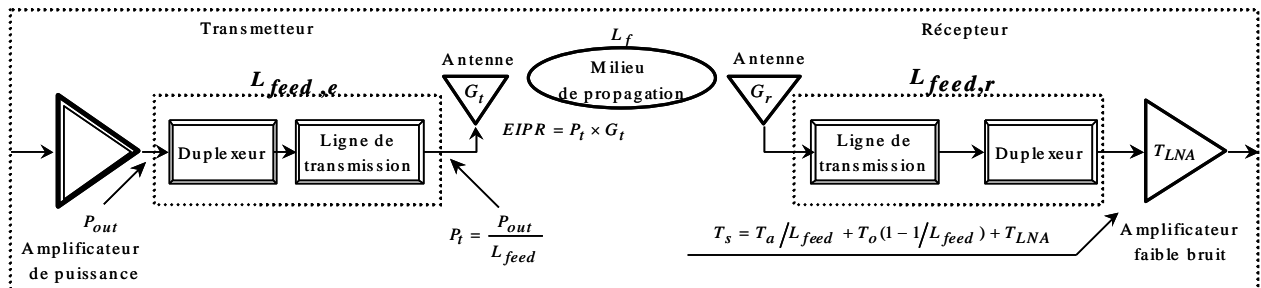 Transmetteur
Récepteur
L_f
Antenne
Milieu
de propagation
Antenne
L_feed,e
L_feed,r
G_t
G_r
EIPR = P_t × G_t
Duplexeur
Ligne de
transmission
Ligne de
transmission
Duplexeur
T_LNA
P_out
Amplificateur
de puissance
P_t = P_out / L_feed
T_s = T_a / L_feed + T_o (1 − 1/L_feed) + T_LNA
Amplificateur
faible bruit